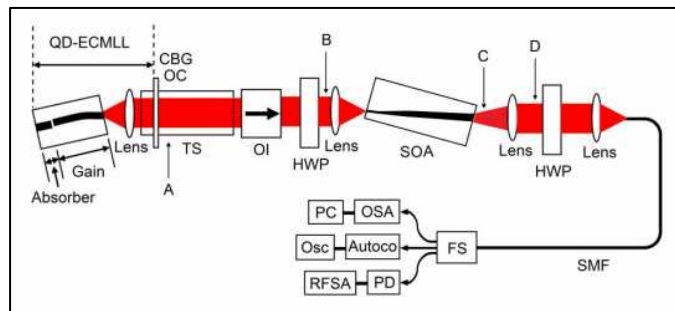 QD-ECMLL
CBG
OC
B
C
D
Lens
TS
OI
HWP
Lens
SOA
Lens
HWP
Lens
Gain
Absorber
A
PC
OSA
Osc
Autoco
FS
SMF
RFSA
PD